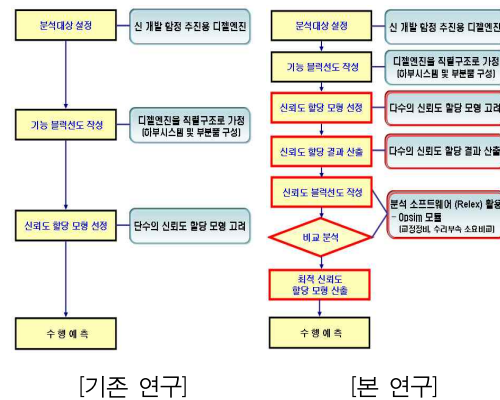 분석대상 설정
신 개발 함정 추진용 디젤엔진
기능 블럭선도 작성
디젤엔진을 직렬구조로 가정
(하부시스템 및 부분품 구성)
신뢰도 할당 모형 선정
단수의 신뢰도 할당 모형 고려
수 행 예 측
[기존 연구]
분석대상 설정
신 개발 함정 추진용 디젤엔진
기능 블럭선도 작성
디젤엔진을 직렬구조로 가정
(하부시스템 및 부분품 구성)
신뢰도 할당 모형 선정
다수의 신뢰도 할당 모형 고려
신뢰도 할당 결과 산출
다수의 신뢰도 할당 결과 산출
신뢰도 블럭선도 작성
분석 소프트웨어 (Relex) 활용
- Opsim 모듈
(고장정비, 수리부속 소요비교)
비교 분석
최적 신뢰도
할당 모형 산출
수 행 예 측
[본 연구]